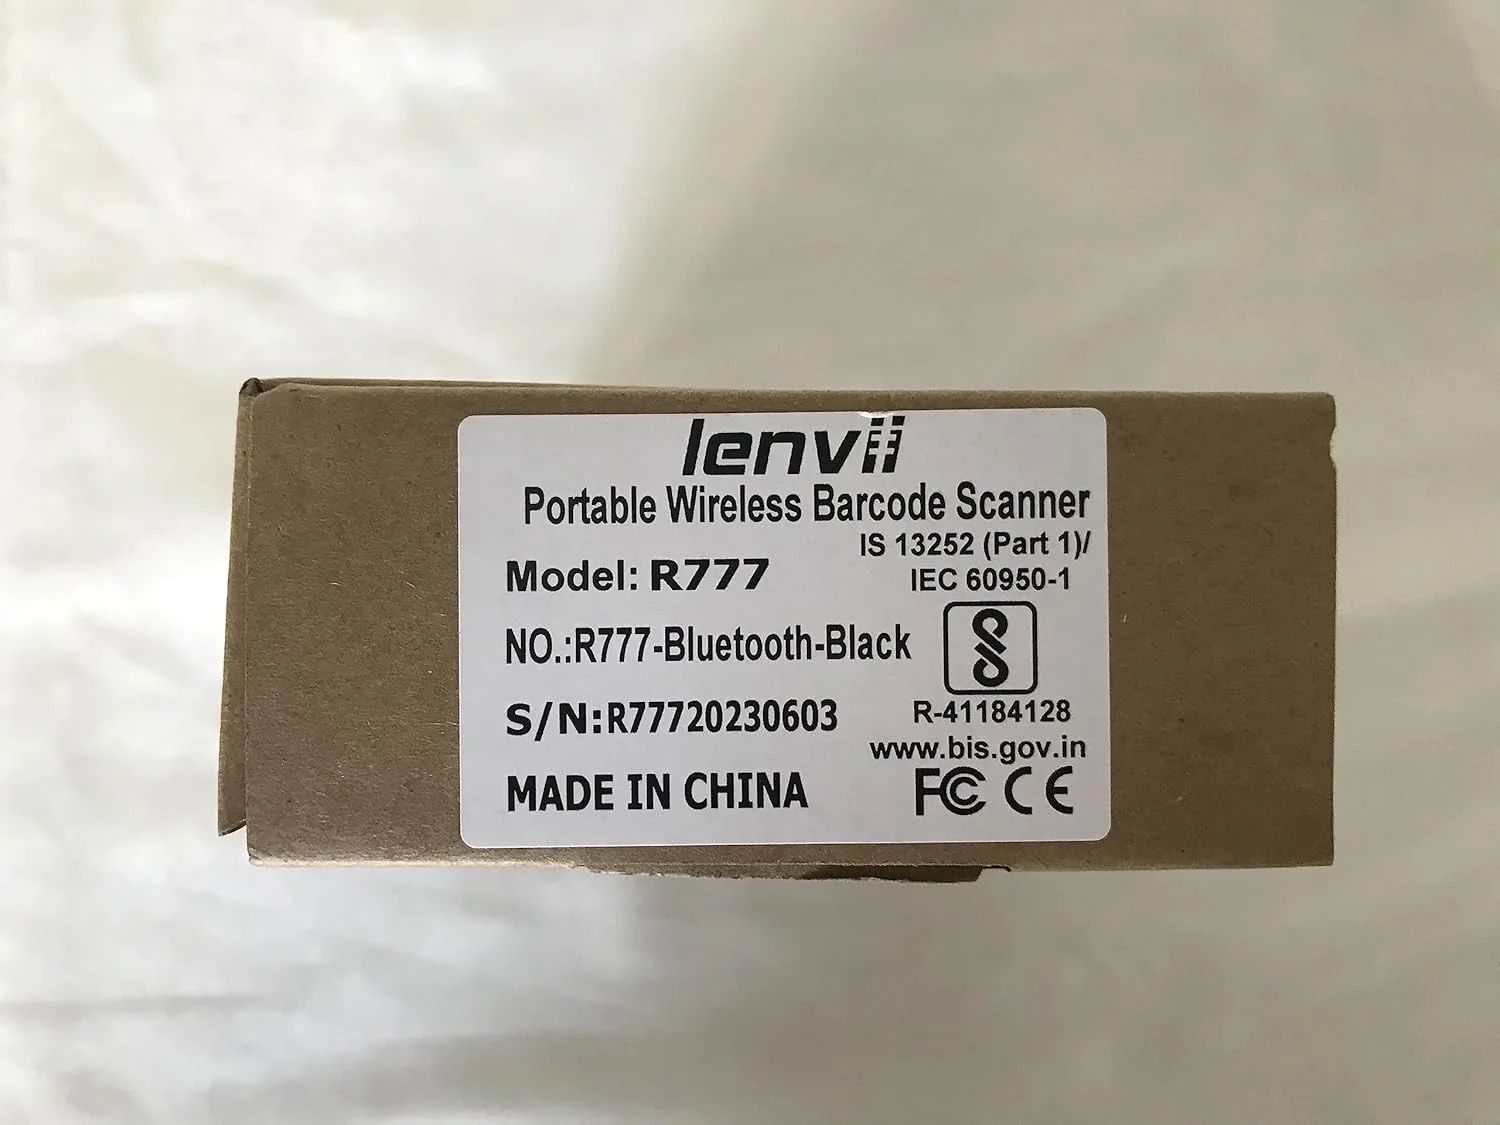 lenvii
Portable Wireless Barcode Scanner
IS 13252 (Part 1)/
IEC 60950-1
Model: R777
NO.:R777-Bluetooth-Black
S/N:R77720230603
R-41184128
www.bis.gov.in
MADE IN CHINA
FC CE